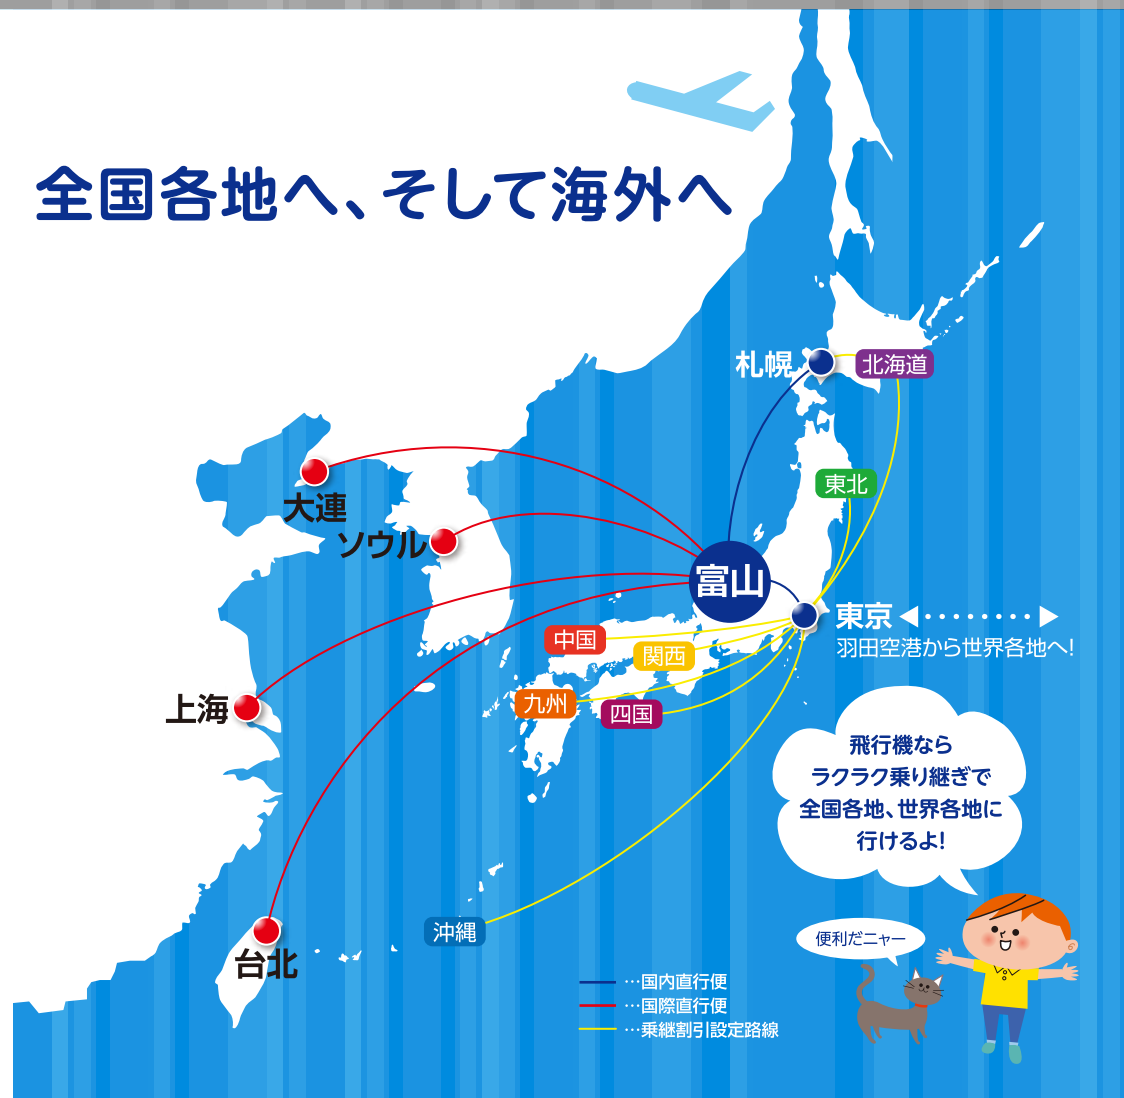 全国各地へ、そして海外へ
札幌
北海道
大連
東北
ソウル
富山
東京
羽田空港から世界各地へ!
中国
関西
九州
四国
上海
飛行機なら
ラクラク乗り継ぎで
全国各地、世界各地に
行けるよ!
沖縄
便利だニャー
台北
…国内直行便
…国際直行便
…乗継割引設定路線